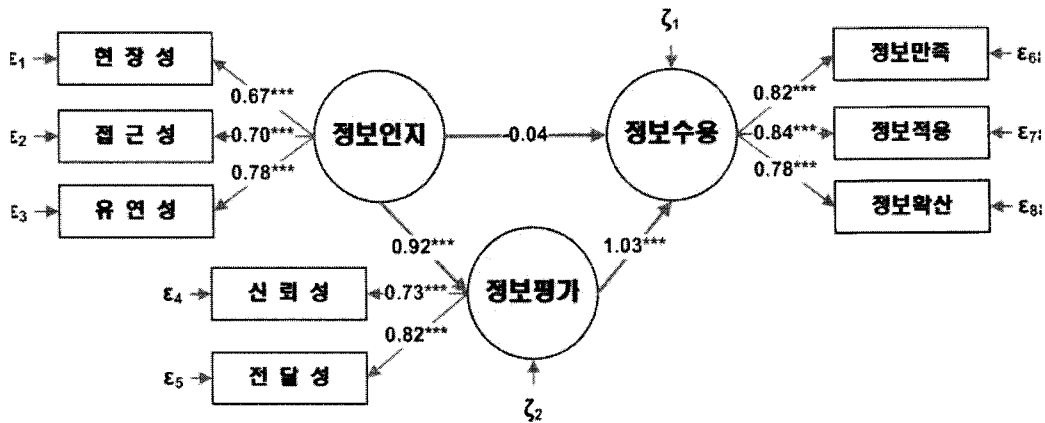 ζ1
ε1 현 장 성
정보만족 ε6
0.67***
0.82***
ε2 접 근 성
0.70***
정보인지
-0.04
정보수용
0.84***
정보적용
ε7
0.78***
0.78***
ε3 유 연 성
정보확산
ε8
0.92***
1.03***
ε4 신 뢰 성
0.73***
정보평가
0.82***
ε5 전 달 성
ζ2